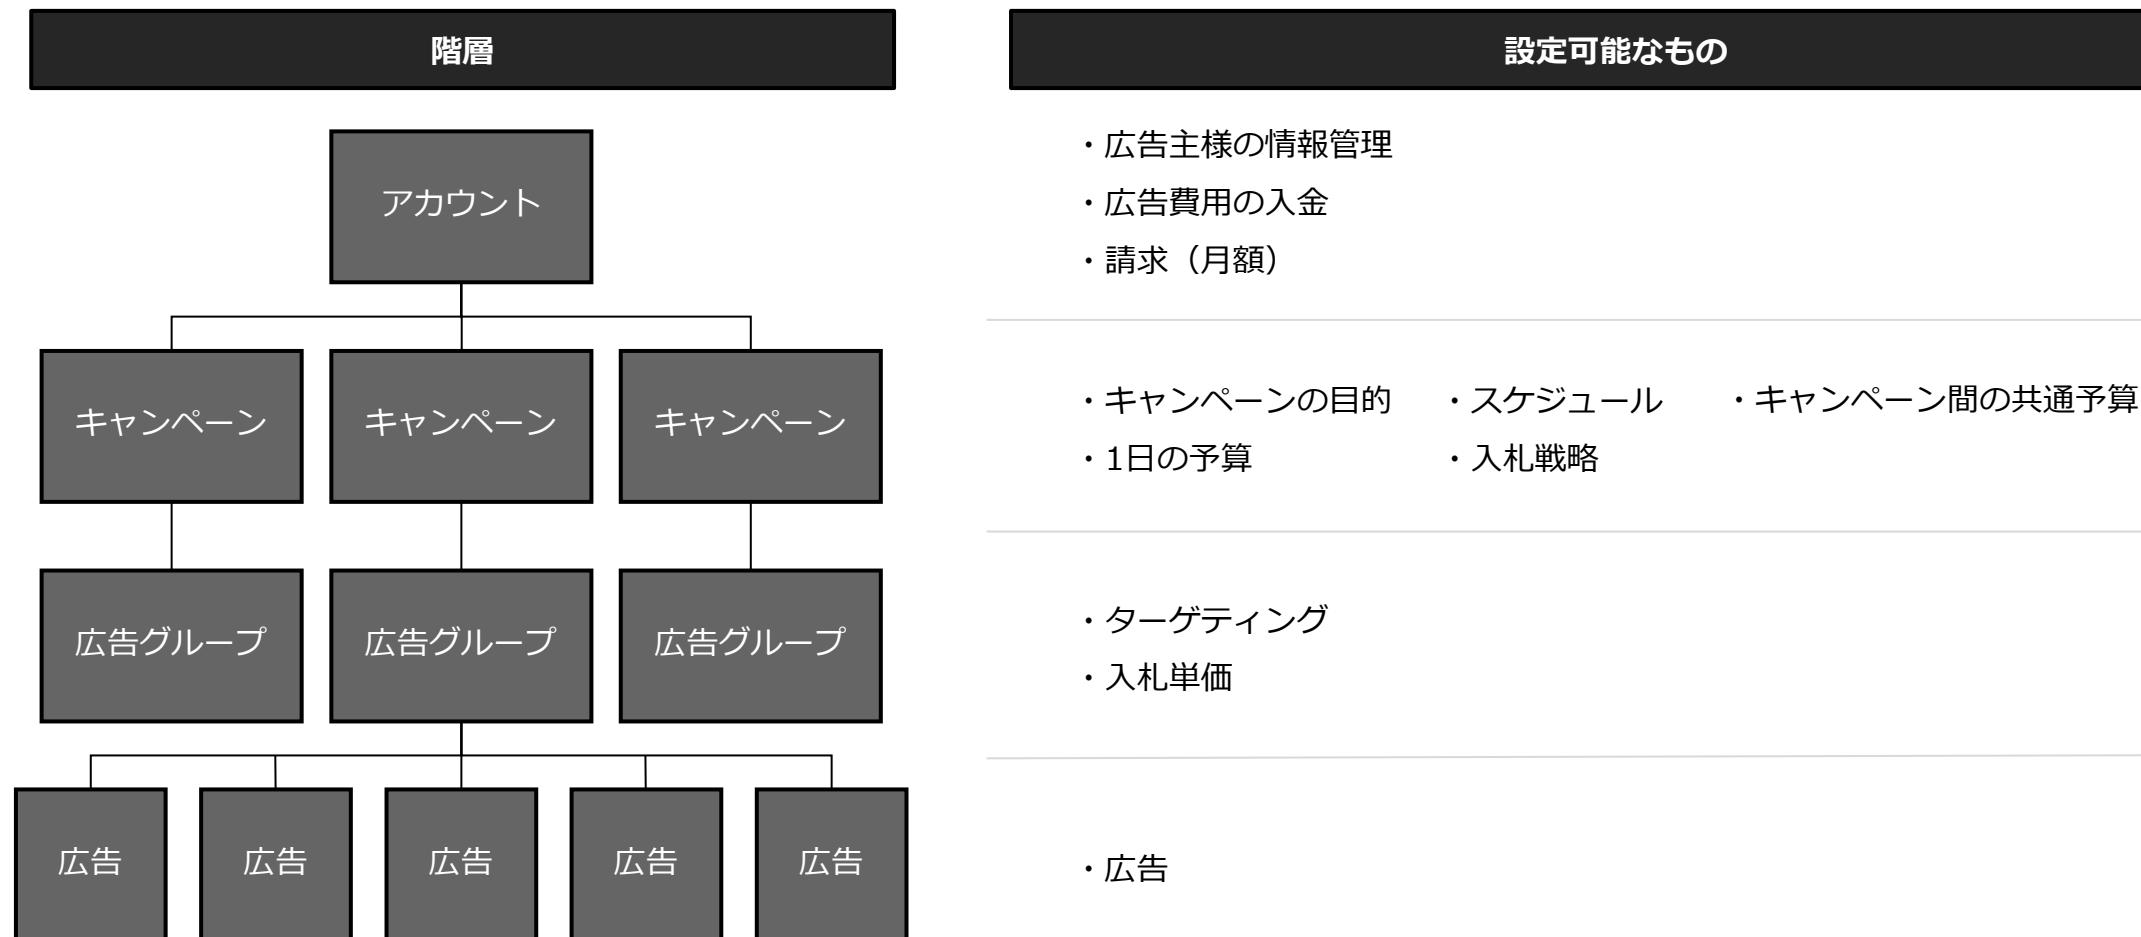 階層
設定可能なもの
アカウント
・広告主様の情報管理
・広告費用の入金
・請求（月額）
キャンペーン
キャンペーン
キャンペーン
・キャンペーンの目的 ・スケジュール ・キャンペーン間の共通予算
・1日の予算 ・入札戦略
広告グループ
広告グループ
広告グループ
・ターゲティング
・入札単価
広告
広告
広告
広告
広告
・広告